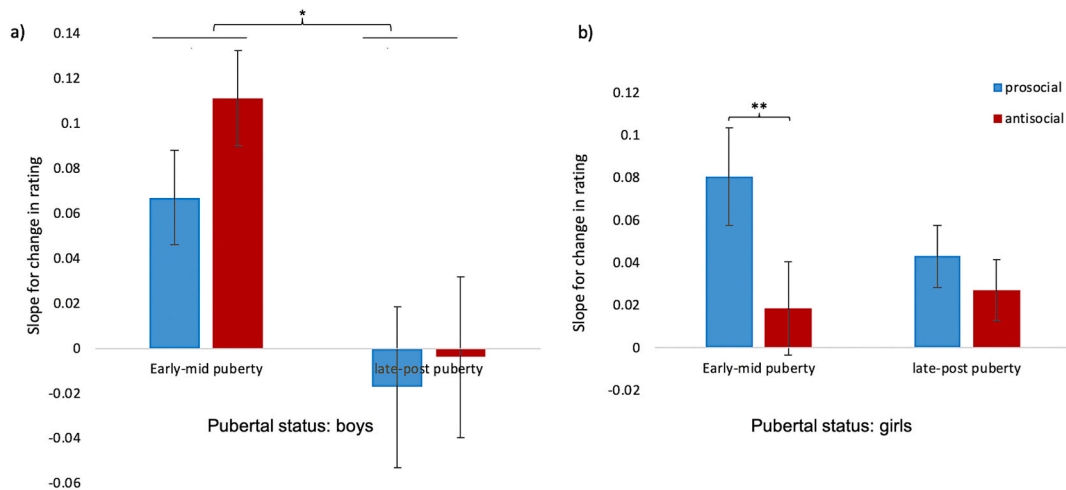 a)
*
0.14
0.12
0.1
0.08
0.06
0.04
0.02
0
-0.02
-0.04
-0.06
Slope for change in rating
Early-mid puberty
late-post puberty
Pubertal status: boys
b)
prosocial
antisocial
**
0.12
0.1
0.08
0.06
0.04
0.02
0
-0.02
Slope for change in rating
Early-mid puberty
late-post puberty
Pubertal status: girls